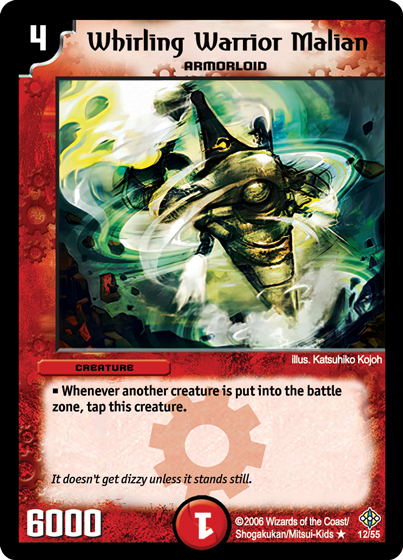 4 Whirling Warrior Malian
ARMORLOID
illus. Katsuhiko Kojoh
CREATURE
▪ Whenever another creature is put into the battle
zone, tap this creature.
It doesn't get dizzy unless it stands still.
6000 1 ©2006 Wizards of the Coast/
Shogakukan/Mitsui-Kids ★ 12/55